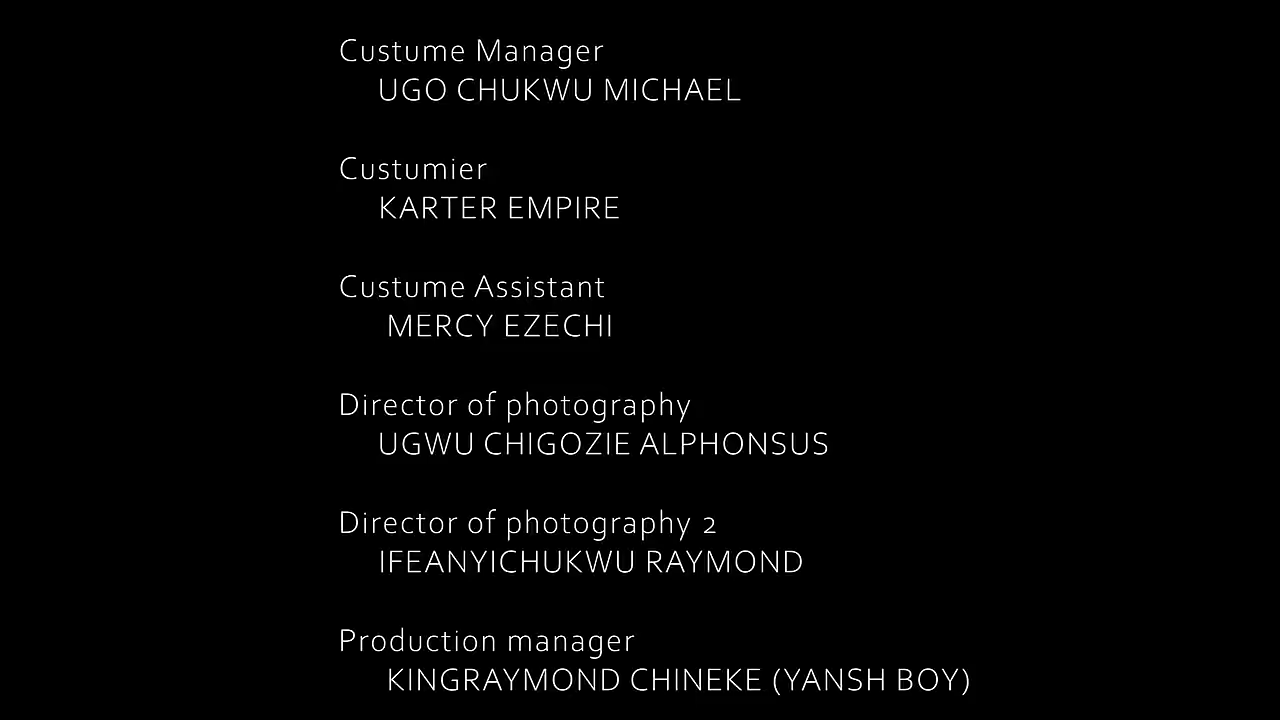 Custume Manager
UGO CHUKWU MICHAEL
Custumier
KARTER EMPIRE
Custume Assistant
MERCY EZECHI
Director of photography
UGWU CHIGOZIE ALPHONSUS
Director of photography 2
IFEANYICHUKWU RAYMOND
Production manager
KINGRAYMOND CHINEKE (YANSH BOY)